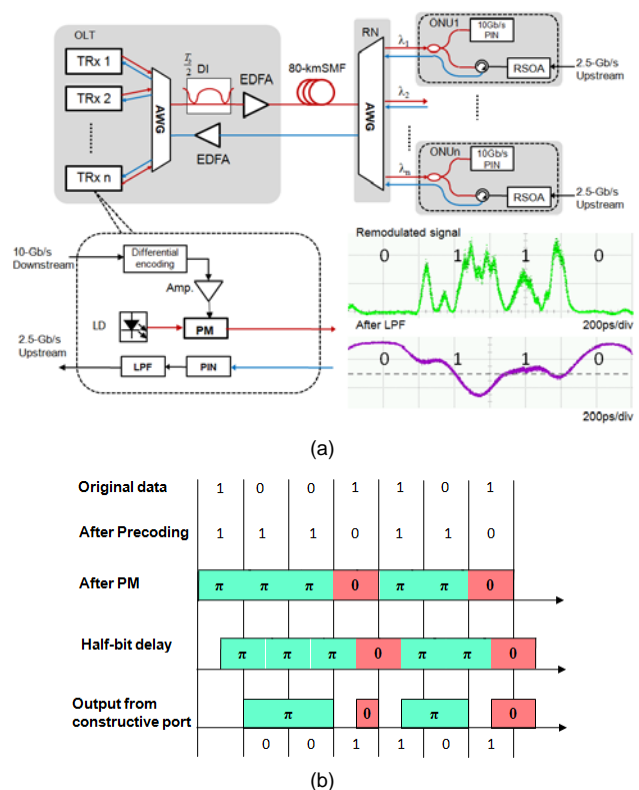 OLT
TRx 1
TRx 2
TRx n
AWG
T_b/2 DI
EDFA
EDFA
80-kmSMF
RN
AWG
λ1
λ2
λn
ONU1
10Gb/s
PIN
RSOA
2.5-Gb/s
Upstream
ONUn
10Gb/s
PIN
RSOA
2.5-Gb/s
Upstream
10-Gb/s
Downstream
Differential
encoding
Amp.
LD
PM
2.5-Gb/s
Upstream
LPF
PIN
Remodulated signal
0 1 1 0
After LPF
200ps/div
0 1 1 0
200ps/div
(a)
Original data 1 0 0 1 1 0 1
After Precoding 1 1 1 0 1 1 0
After PM π π π 0 π π 0
Half-bit delay π π π 0 π π 0
Output from
constructive port π 0 π 0
0 0 1 1 0 1
(b)